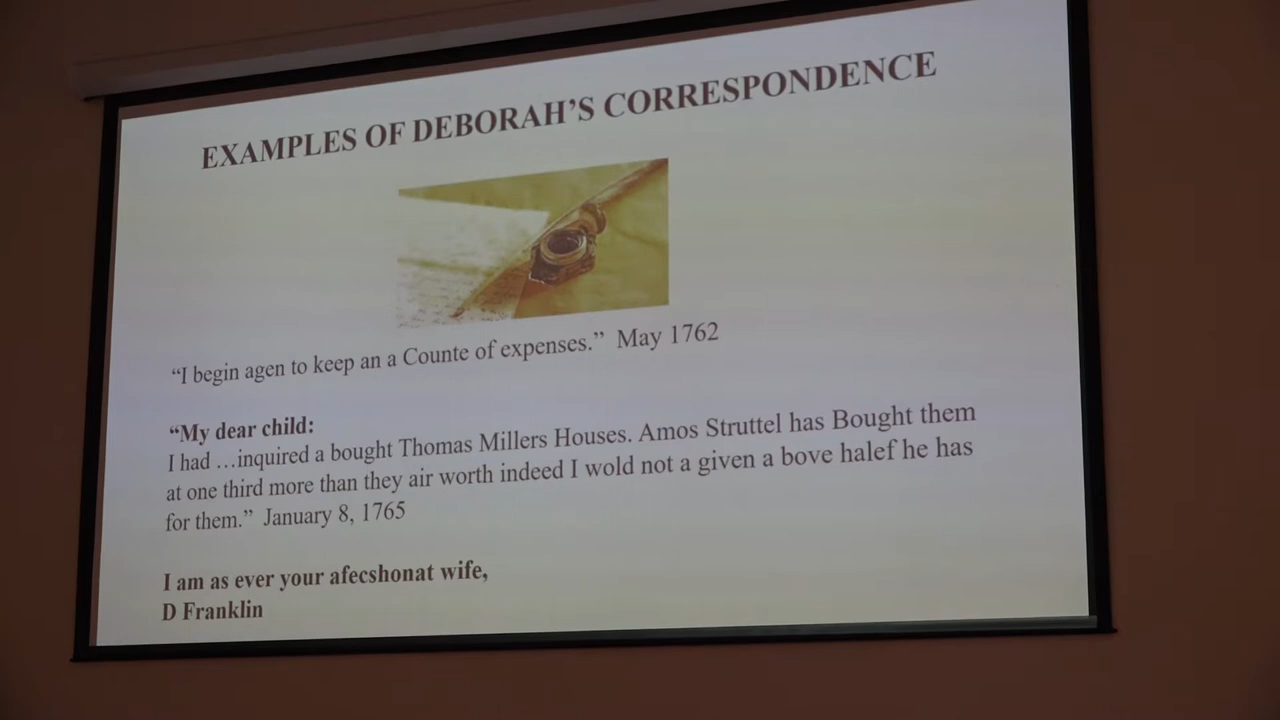 EXAMPLES OF DEBORAH’S CORRESPONDENCE
“I begin agen to keep an a Counte of expenses.” May 1762
“My dear child:
I had …inquired a bought Thomas Millers Houses. Amos Struttel has Bought them
at one third more than they air worth indeed I wold not a given a bove halef he has
for them.” January 8, 1765
I am as ever your afecshonat wife,
D Franklin